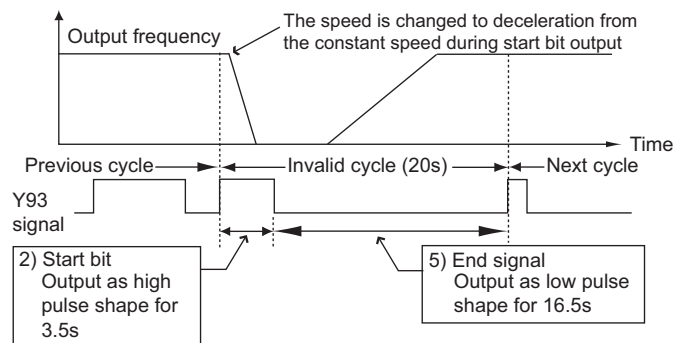 Output frequency
The speed is changed to deceleration from
the constant speed during start bit output
Time
Previous cycle
Invalid cycle (20s)
Next cycle
Y93
signal
2) Start bit
Output as high
pulse shape for
3.5s
5) End signal
Output as low pulse
shape for 16.5s